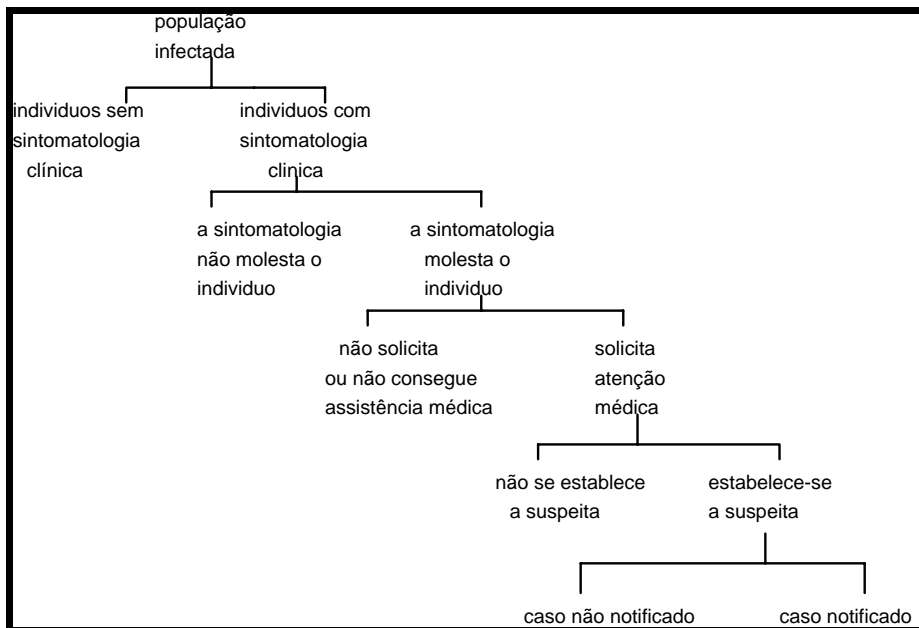 população
infectada
individuos sem
sintomatologia
clínica
individuos com
sintomatologia
clinica
a sintomatologia
não molesta o
individuo
a sintomatologia
molesta o
individuo
não solicita
ou não consegue
assistência médica
solicita
atenção
médica
não se establece
a suspeita
estabelece-se
a suspeita
caso não notificado
caso notificado